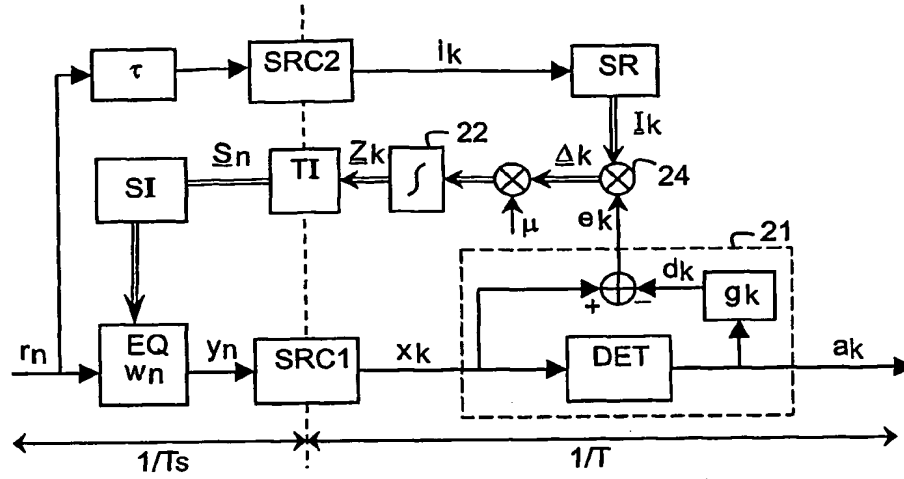 τ
SRC2
ik
SR
Ik
22
Sn
TI
Zk
∫
Δk
24
SI
μ
ek
21
dk
gk
+
−
rn
EQ
wn
yn
SRC1
xk
DET
ak
1/Ts
1/T